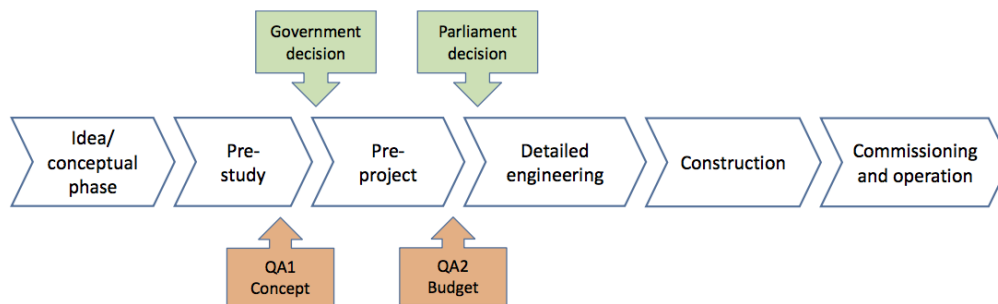 Government
decision
Parliament
decision
Idea/
conceptual
phase
Pre-
study
Pre-
project
Detailed
engineering
Construction
Commissioning
and operation
QA1
Concept
QA2
Budget